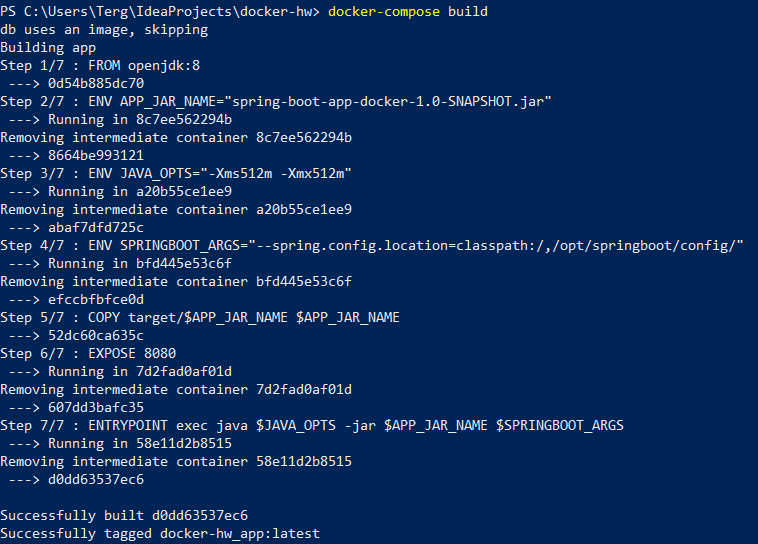 PS C:\Users\Terg\IdeaProjects\docker-hw> docker-compose build
db uses an image, skipping
Building app
Step 1/7 : FROM openjdk:8
 ---> 0d54b885dc70
Step 2/7 : ENV APP_JAR_NAME="spring-boot-app-docker-1.0-SNAPSHOT.jar"
 ---> Running in 8c7ee562294b
Removing intermediate container 8c7ee562294b
 ---> 8664be993121
Step 3/7 : ENV JAVA_OPTS="-Xms512m -Xmx512m"
 ---> Running in a20b55ce1ee9
Removing intermediate container a20b55ce1ee9
 ---> abaf7dfd725c
Step 4/7 : ENV SPRINGBOOT_ARGS="--spring.config.location=classpath:/,/opt/springboot/config/"
 ---> Running in bfd445e53c6f
Removing intermediate container bfd445e53c6f
 ---> efccbfbfce0d
Step 5/7 : COPY target/$APP_JAR_NAME $APP_JAR_NAME
 ---> 52dc60ca635c
Step 6/7 : EXPOSE 8080
 ---> Running in 7d2fad0af01d
Removing intermediate container 7d2fad0af01d
 ---> 607dd3bafc35
Step 7/7 : ENTRYPOINT exec java $JAVA_OPTS -jar $APP_JAR_NAME $SPRINGBOOT_ARGS
 ---> Running in 58e11d2b8515
Removing intermediate container 58e11d2b8515
 ---> d0dd63537ec6
Successfully built d0dd63537ec6
Successfully tagged docker-hw_app:latest